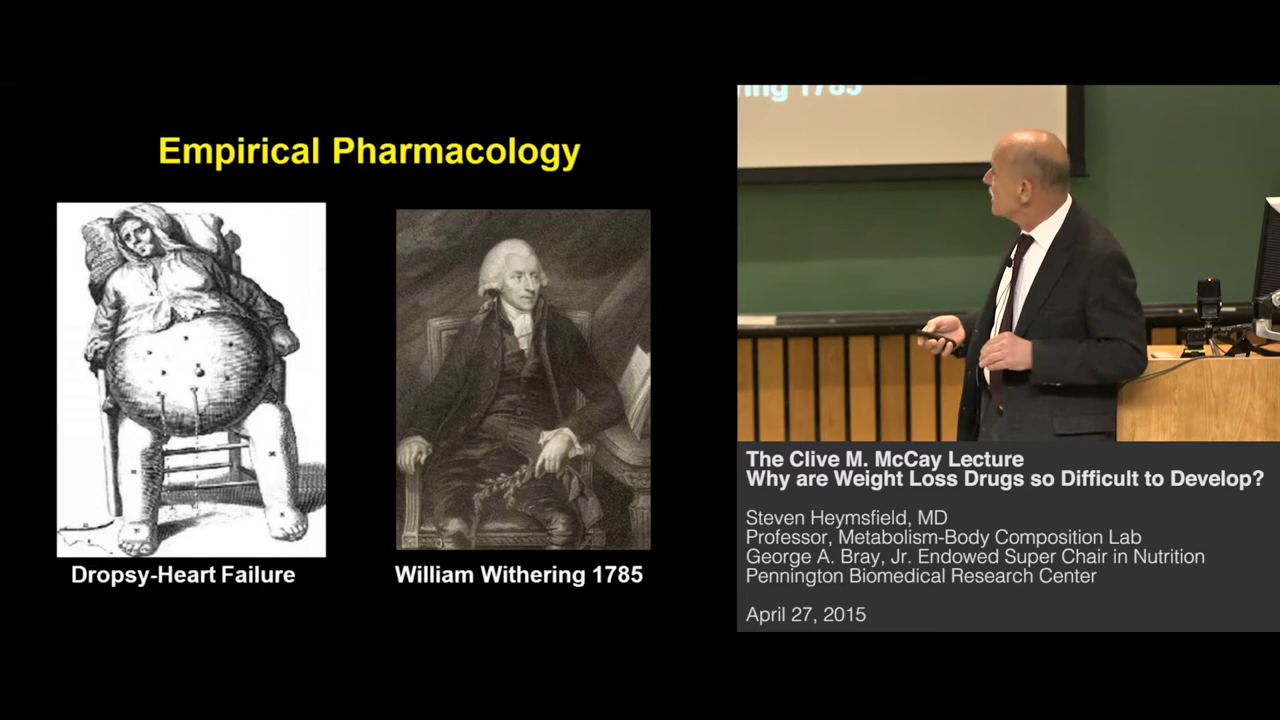 Empirical Pharmacology
Dropsy-Heart Failure
William Withering 1785
ing 1785
The Clive M. McCay Lecture
Why are Weight Loss Drugs so Difficult to Develop?
Steven Heymsfield, MD
Professor, Metabolism-Body Composition Lab
George A. Bray, Jr. Endowed Super Chair in Nutrition
Pennington Biomedical Research Center
April 27, 2015